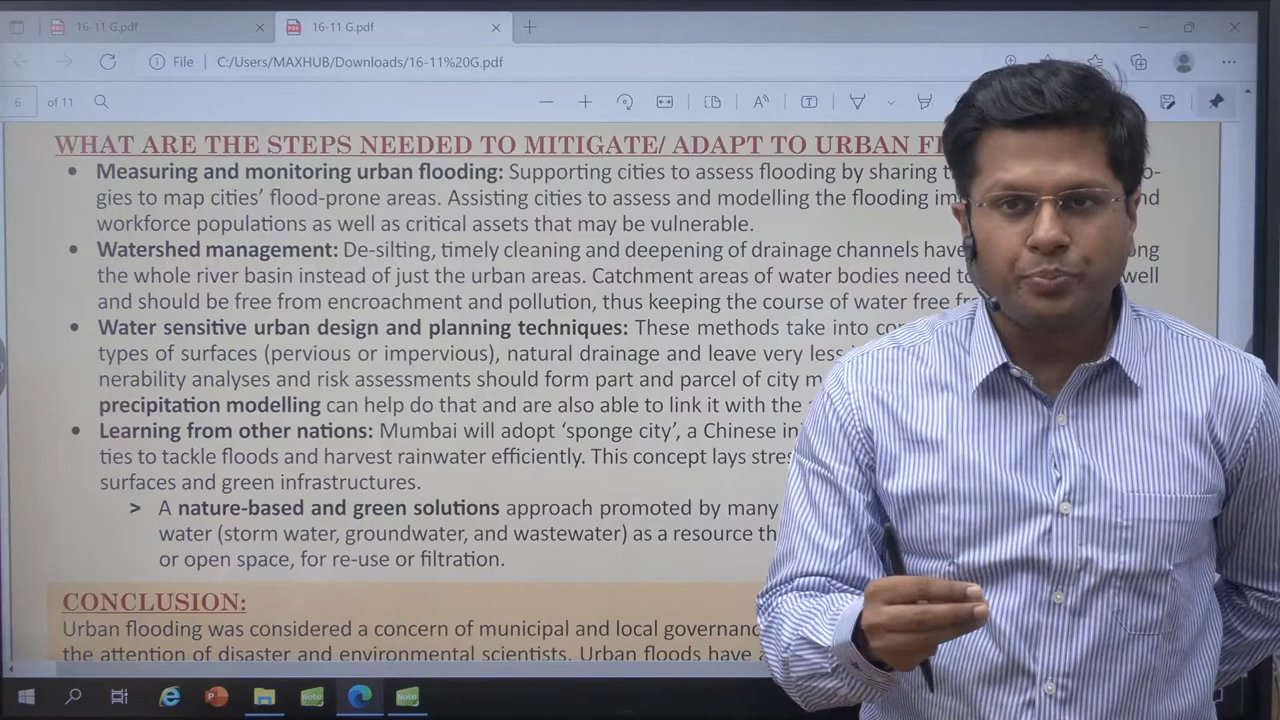 16-11 G.pdf
16-11 G.pdf
File C:/Users/MAXHUB/Downloads/16-11%20G.pdf
6 of 11
WHAT ARE THE STEPS NEEDED TO MITIGATE/ ADAPT TO URBAN
• Measuring and monitoring urban flooding: Supporting cities to assess flooding by sharing
gies to map cities' flood-prone areas. Assisting cities to assess and modelling the flooding
workforce populations as well as critical assets that may be vulnerable.
• Watershed management: De-silting, timely cleaning and deepening of drainage channels have
the whole river basin instead of just the urban areas. Catchment areas of water bodies need well
and should be free from encroachment and pollution, thus keeping the course of water free
• Water sensitive urban design and planning techniques: These methods take into
types of surfaces (pervious or impervious), natural drainage and leave very less
nerability analyses and risk assessments should form part and parcel of city
precipitation modelling can help do that and are also able to link it with the
• Learning from other nations: Mumbai will adopt 'sponge city', a Chinese
ties to tackle floods and harvest rainwater efficiently. This concept lays
surfaces and green infrastructures.
➤ A nature-based and green solutions approach promoted by many
water (storm water, groundwater, and wastewater) as a resource
or open space, for re-use or filtration.
CONCLUSION:
Urban flooding was considered a concern of municipal and local
the attention of disaster and environmental scientists. Urban floods have